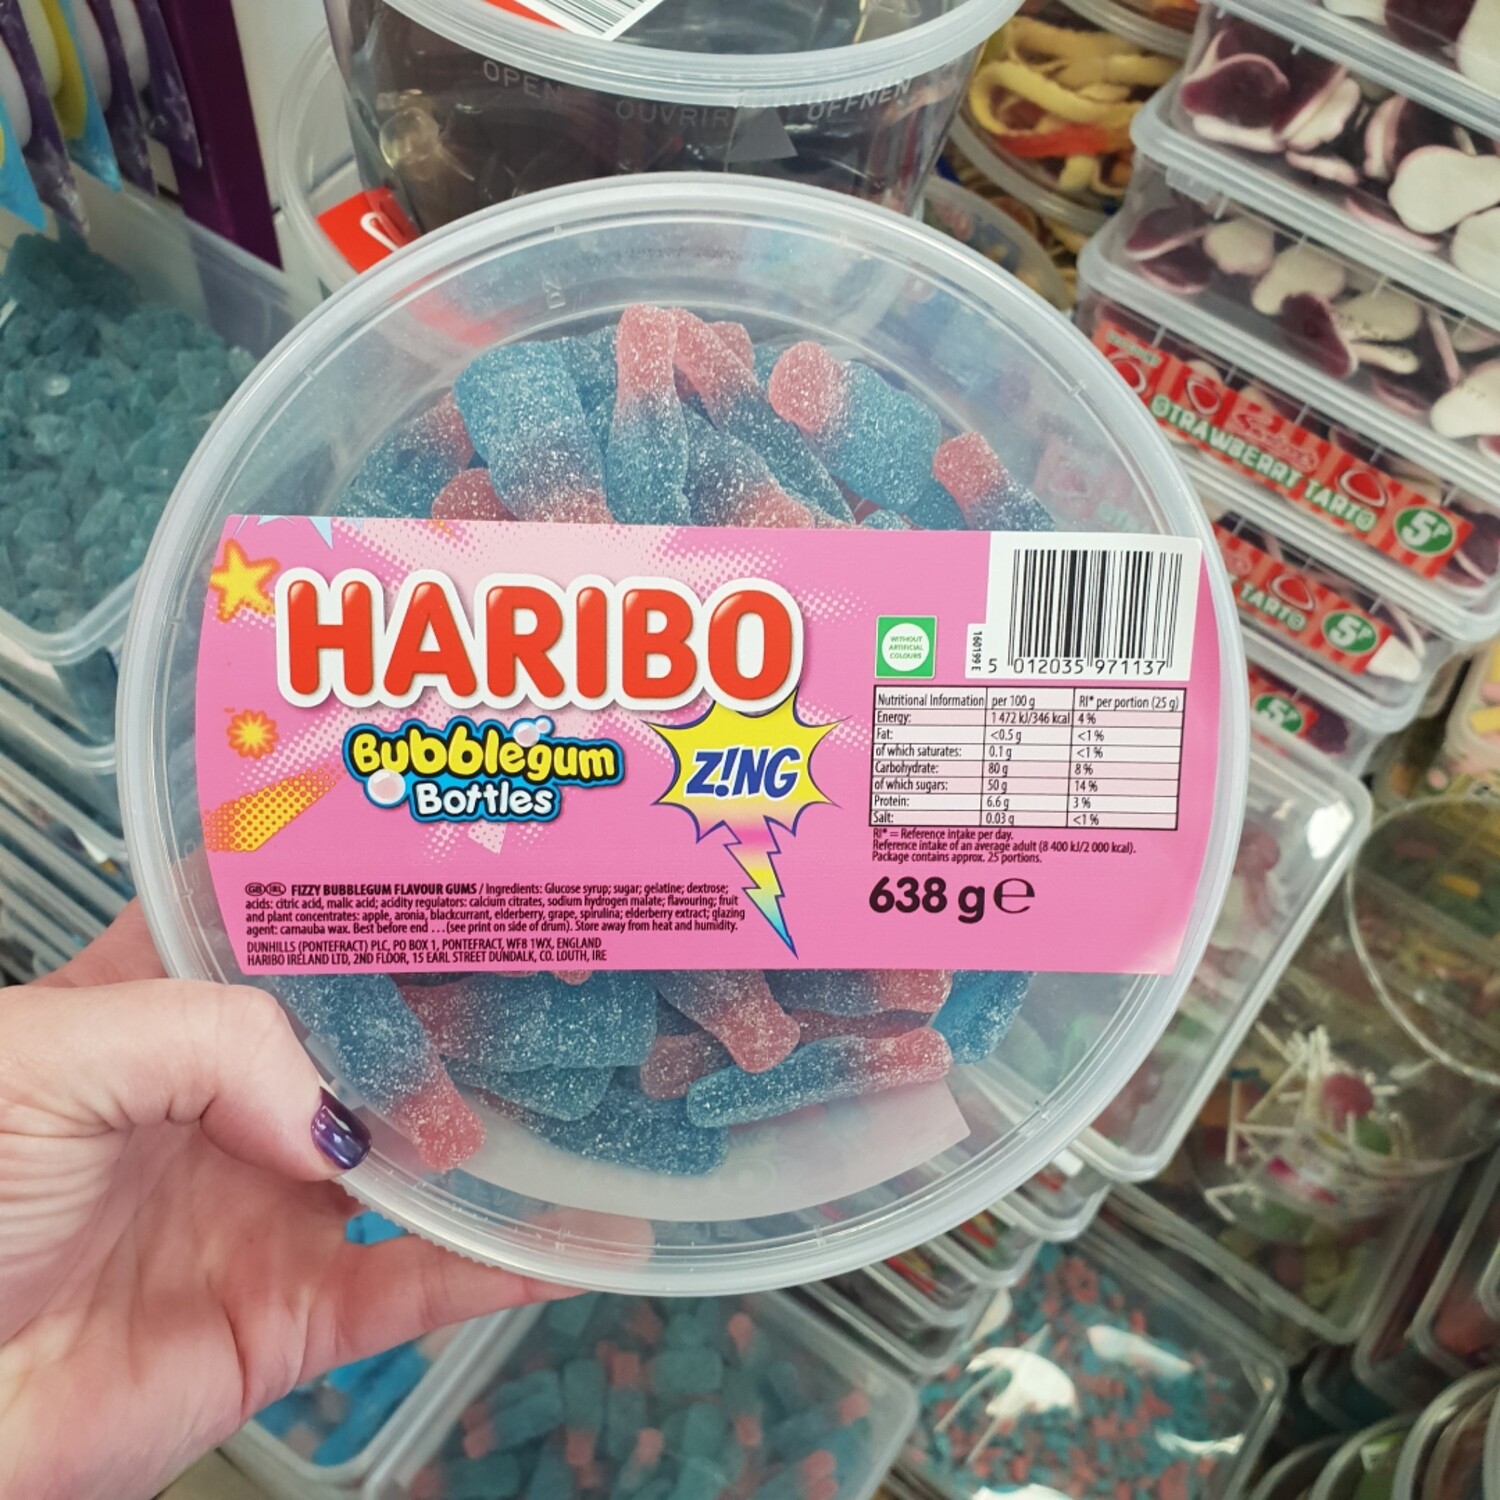 OPEN OUVRIR ÖFFNEN
HARIBO
Bubblegum
Bottles
Z!NG
WITHOUT
ARTIFICIAL
COLOURS
160199 E
5 012035 971137
Nutritional Information per 100 g RI* per portion (25 g)
Energy: 1 472 kJ/346 kcal 4 %
Fat: <0.5 g <1 %
of which saturates: 0.1 g <1 %
Carbohydrate: 80 g 8 %
of which sugars: 50 g 14 %
Protein: 6.6 g 3 %
Salt: 0.03 g <1 %
RI* = Reference intake per day.
Reference intake of an average adult (8 400 kJ/2 000 kcal).
Package contains approx. 25 portions.
638 g e
GB IRL FIZZY BUBBLEGUM FLAVOUR GUMS / Ingredients: Glucose syrup; sugar; gelatine; dextrose;
acids: citric acid, malic acid; acidity regulators: calcium citrates, sodium hydrogen malate; flavouring; fruit
and plant concentrates: apple, aronia, blackcurrant, elderberry, grape, spirulina; elderberry extract; glazing
agent: carnauba wax. Best before end ...(see print on side of drum). Store away from heat and humidity.
DUNHILLS (PONTEFRACT) PLC, PO BOX 1, PONTEFRACT, WF8 1WX, ENGLAND
HARIBO IRELAND LTD, 2ND FLOOR, 15 EARL STREET DUNDALK, CO. LOUTH, IRE
STRAWBERRY TARTS 5P
TARTS 5P
5P